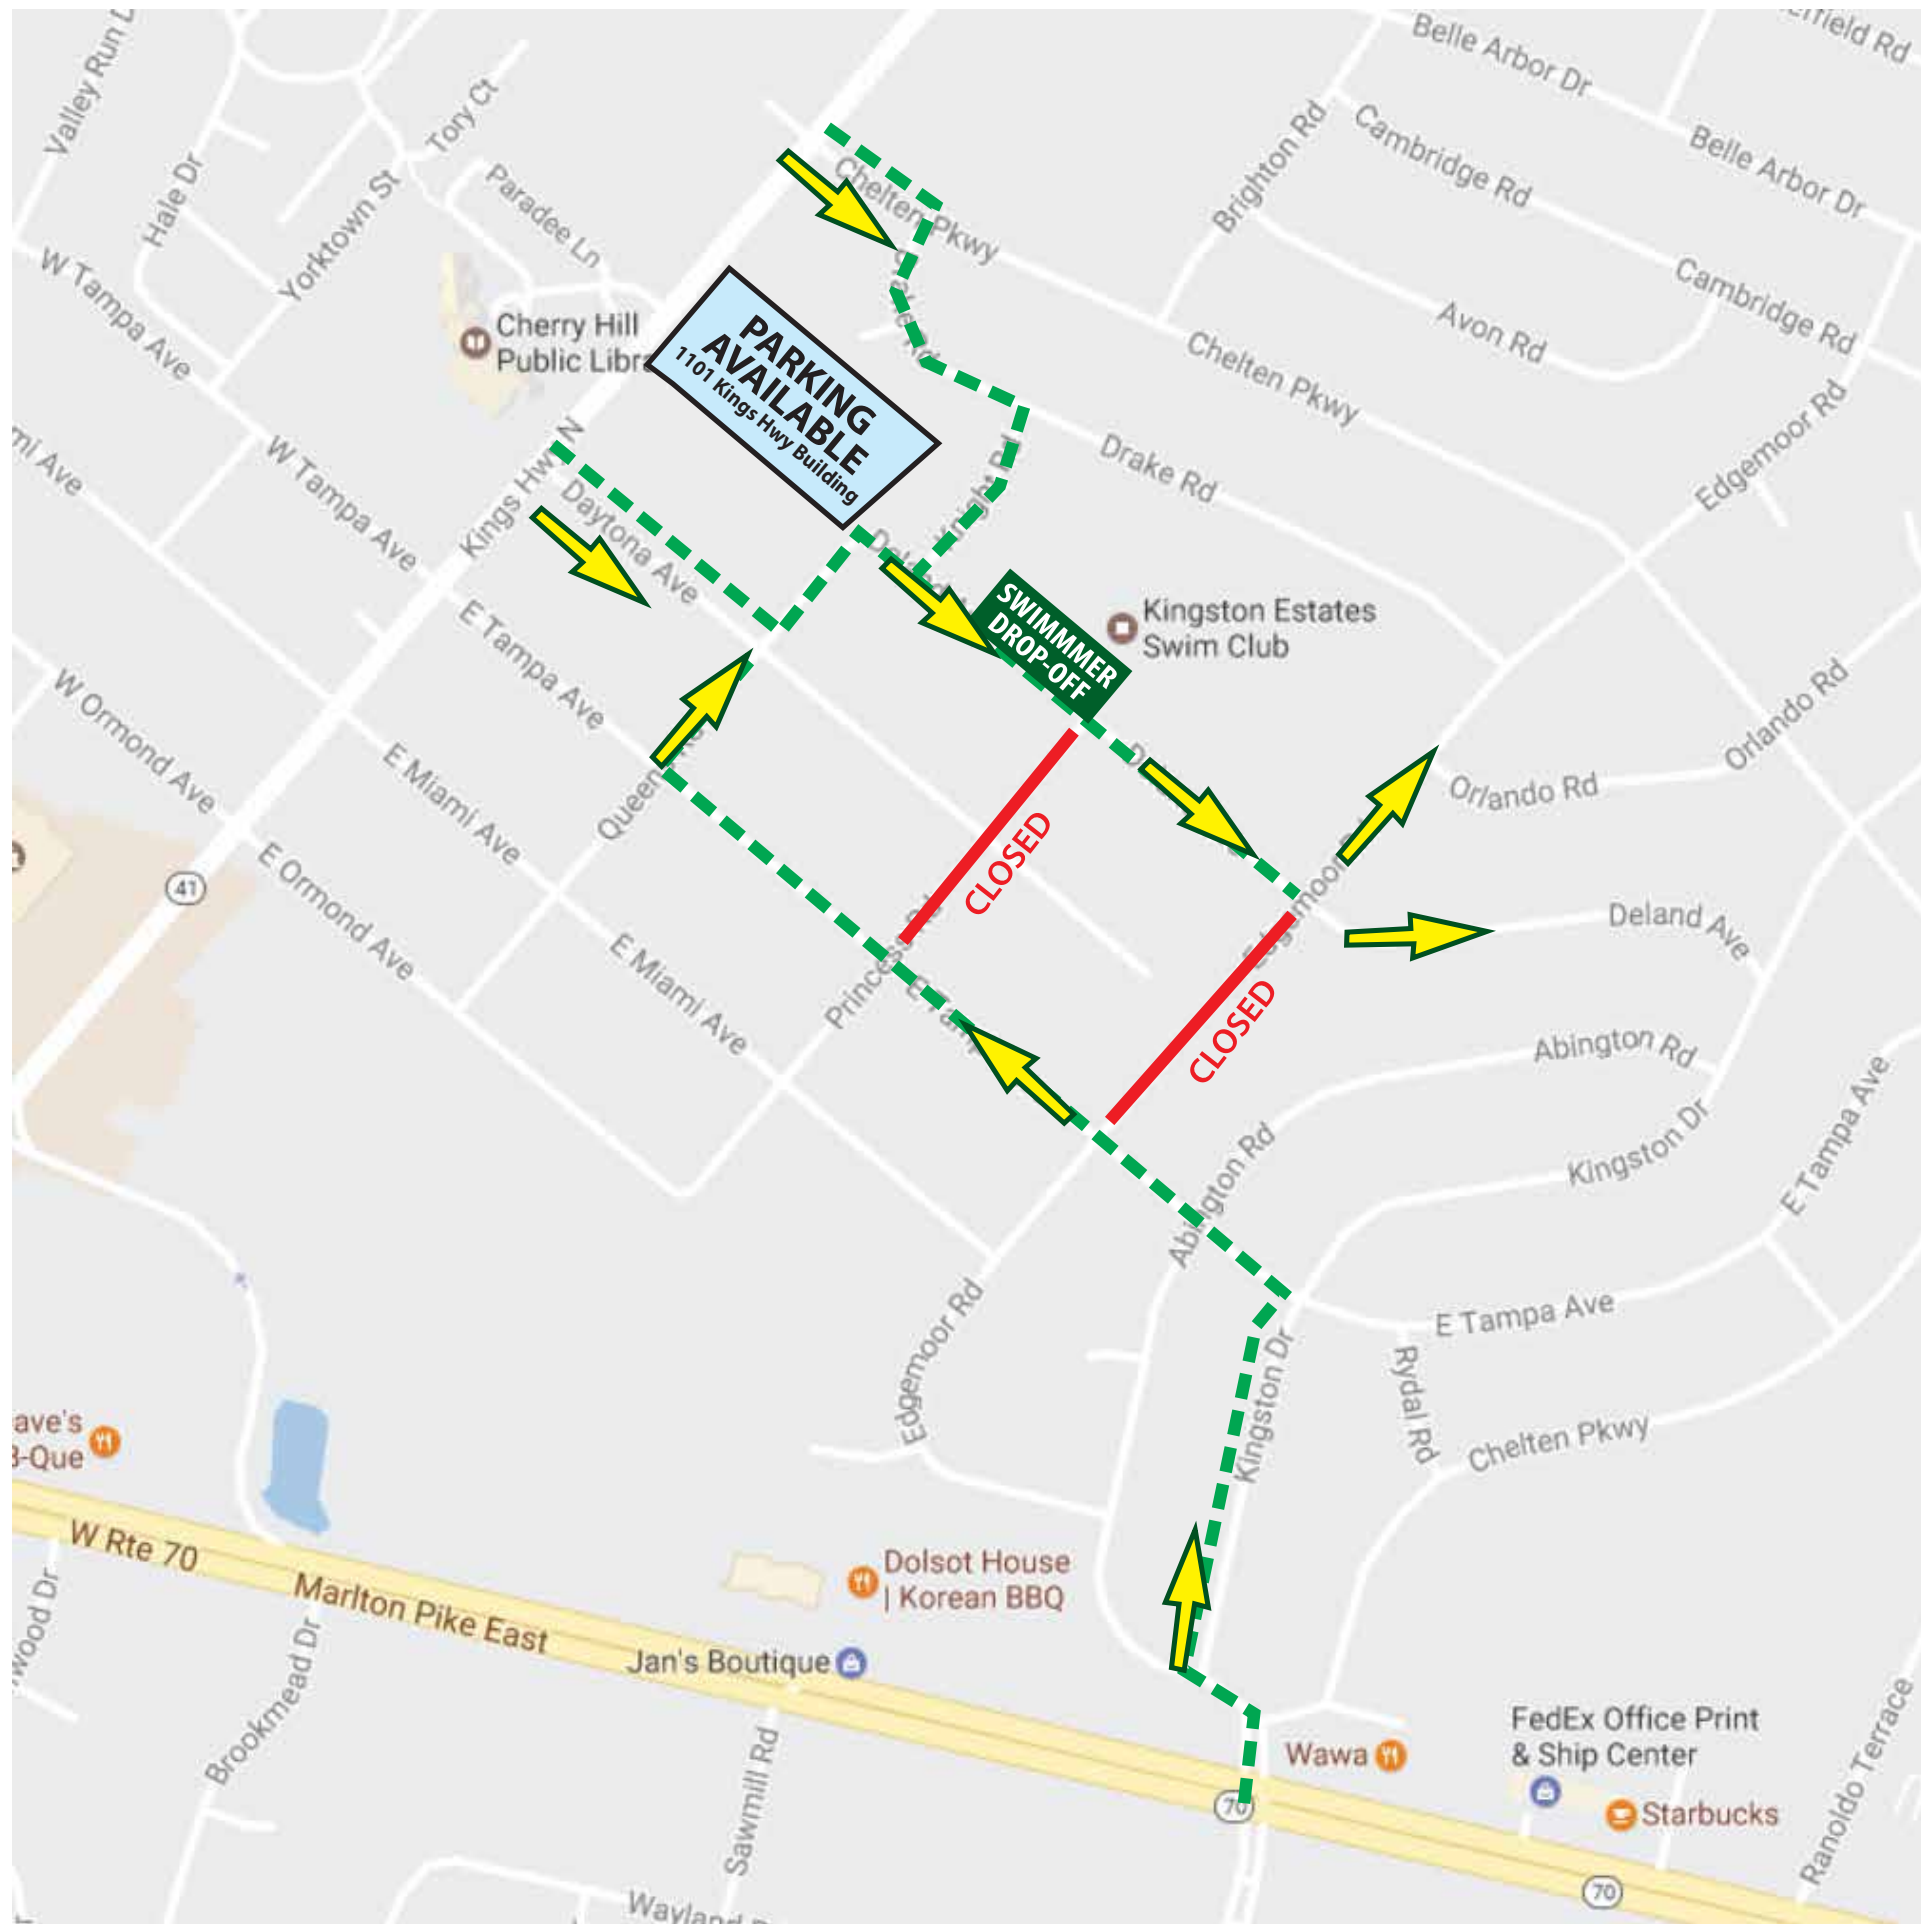 Valley Run
Tory Ct
Hale Dr
Yorktown St
Paradee Ln
Belle Arbor Dr
Belle Arbor Dr
Brighton Rd
Cambridge Rd
Cambridge Rd
Avon Rd
Chelten Pkwy
Chelten Pkwy
W Tampa Ave
W Tampa Ave
Cherry Hill
Public
PARKING
AVAILABLE
1101 Kings Hwy Building
Kings Hwy N
Daytona Ave
Drake Rd
Edgemoor Rd
E Tampa Ave
SWIMMMER
DROP-OFF
Kingston Estates
Swim Club
W Ormond Ave
E Miami Ave
Orlando Rd
Orlando Rd
CLOSED
41
E Ormond Ave
E Miami Ave
Deland Ave
CLOSED
Abington Rd
Abington Rd
Kingston Dr
E Tampa Ave
E Tampa Ave
Edgemoor Rd
Kingston Dr
Rydal Rd
Chelten Pkwy
W Rte 70
Marlton Pike East
Dolsot House
| Korean BBQ
Jan's Boutique
Brookmead Dr
Sawmill Rd
Wawa
FedEx Office Print
& Ship Center
Starbucks
Ranoldo Terrace
70
70